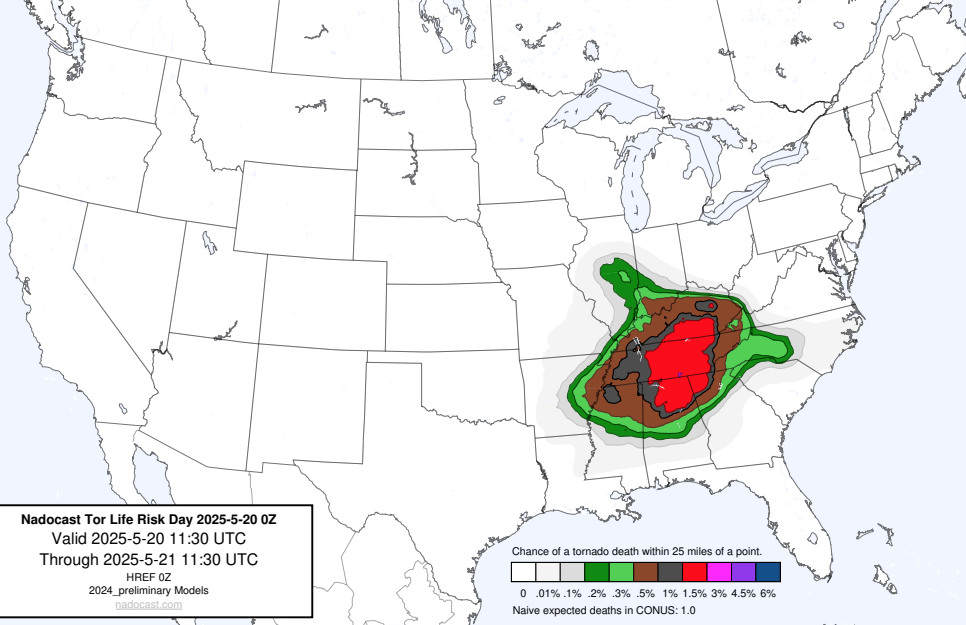 Nadocast Tor Life Risk Day 2025-5-20 0Z
Valid 2025-5-20 11:30 UTC
Through 2025-5-21 11:30 UTC
HREF 0Z
2024_preliminary Models
nadocast.com
Chance of a tornado death within 25 miles of a point.
0 .01% .1% .2% .3% .5% 1% 1.5% 3% 4.5% 6%
Naive expected deaths in CONUS: 1.0